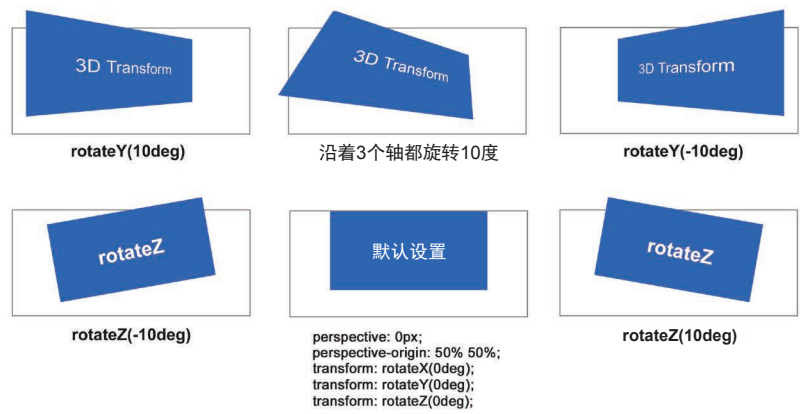 3D Transform
3D Transform
3D Transform
rotateY(10deg)
沿着3个轴都旋转10度
rotateY(-10deg)
rotateZ
默认设置
rotateZ
rotateZ(-10deg)
rotateZ(10deg)
perspective: 0px;
perspective-origin: 50% 50%;
transform: rotateX(0deg);
transform: rotateY(0deg);
transform: rotateZ(0deg);